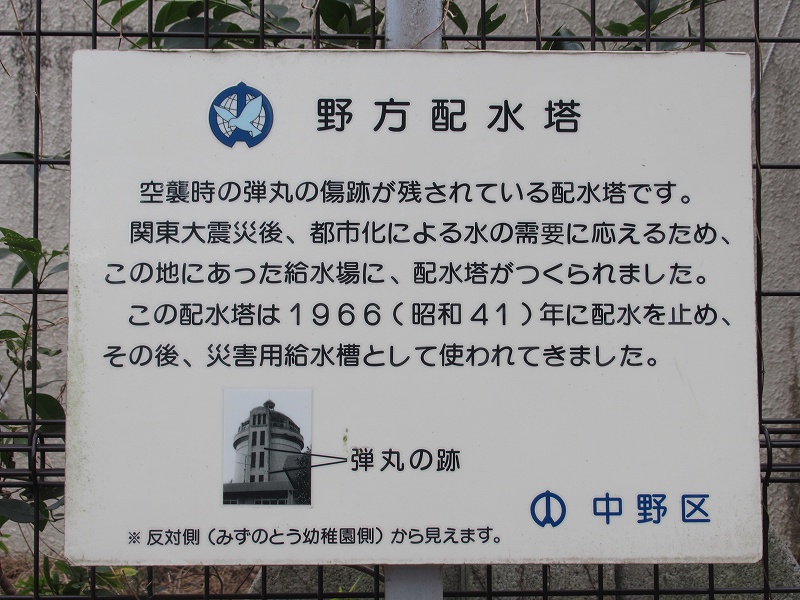 野方配水塔
空襲時の弾丸の傷跡が残されている配水塔です。
関東大震災後、都市化による水の需要に応えるため、
この地にあった給水場に、配水塔がつくられました。
この配水塔は1966(昭和41)年に配水を止め、
その後、災害用給水槽として使われてきました。
弾丸の跡
中野区
※反対側(みずのとう幼稚園側)から見えます。